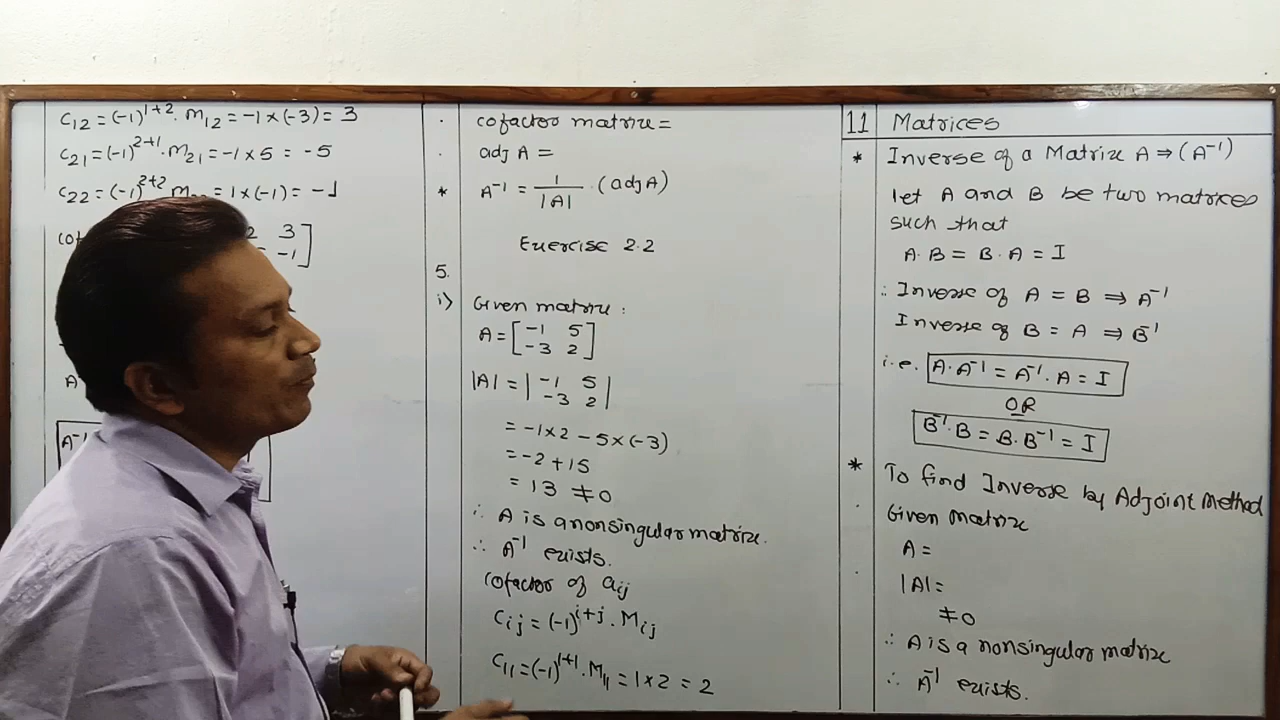 C12 = (-1)^1+2 . M12 = -1 × (-3) = 3
C21 = (-1)^2+1 . M21 = -1 × 5 = -5
C22 = (-1)^2+2 M = 1 × (-1) = -1
3
-1 ]
A
A^-1
. cofactor matrix =
. adj A =
* A^-1 = 1/|A| . (adj A)
Exercise 2.2
5.
i) Given matrix :
A = [ -1 5
-3 2 ]
|A| = | -1 5
-3 2 |
= -1 × 2 - 5 × (-3)
= -2 + 15
= 13 ≠ 0
∴ A is a nonsingular matrix.
∴ A^-1 exists.
Cofactor of aij
Cij = (-1)^i+j . Mij
C11 = (-1)^1+1 . M11 = 1 × 2 = 2
11 Matrices
* Inverse of a Matrix A ⇒ (A^-1)
let A and B be two matrices
such that
A . B = B . A = I
∴ Inverse of A = B ⇒ A^-1
Inverse of B = A ⇒ B^-1
i.e. A . A^-1 = A^-1 . A = I
OR
B^-1 . B = B . B^-1 = I
* To find Inverse by Adjoint Method
. Given Matrix
A =
. |A| =
≠ 0
∴ A is a nonsingular matrix
∴ A^-1 exists.